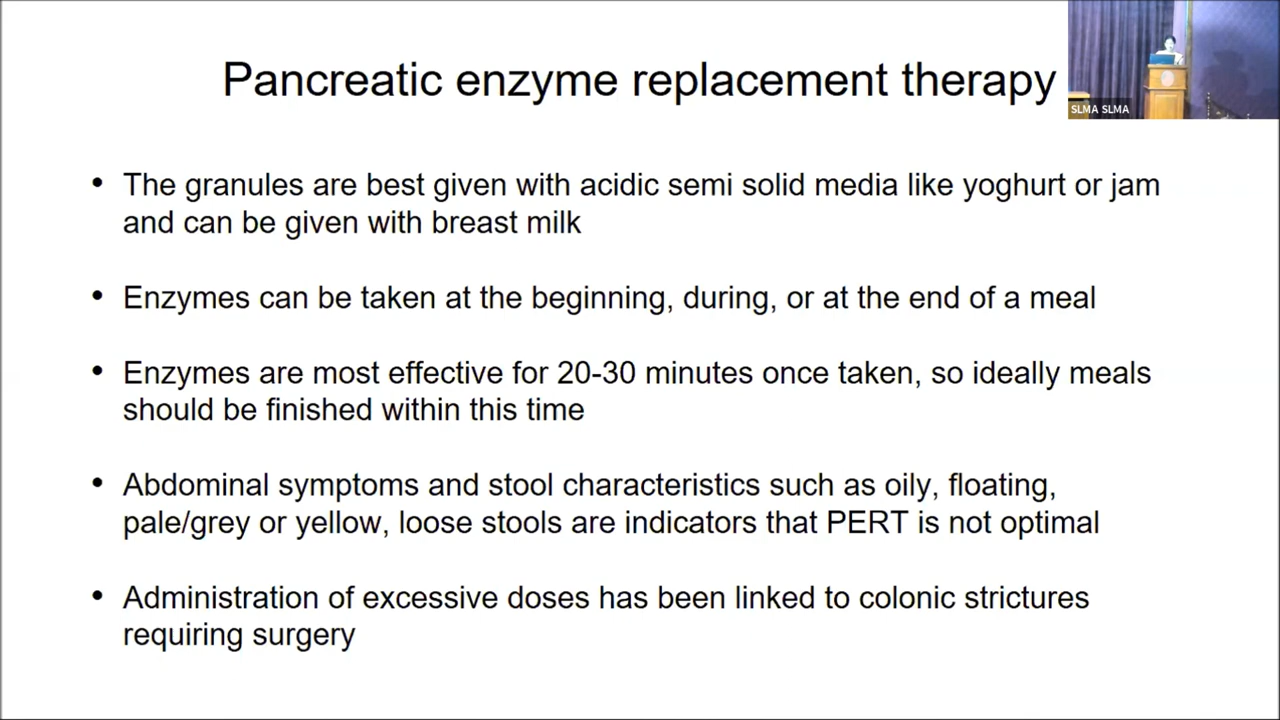 Pancreatic enzyme replacement therapy
SLMA SLMA
• The granules are best given with acidic semi solid media like yoghurt or jam
and can be given with breast milk
• Enzymes can be taken at the beginning, during, or at the end of a meal
• Enzymes are most effective for 20-30 minutes once taken, so ideally meals
should be finished within this time
• Abdominal symptoms and stool characteristics such as oily, floating,
pale/grey or yellow, loose stools are indicators that PERT is not optimal
• Administration of excessive doses has been linked to colonic strictures
requiring surgery